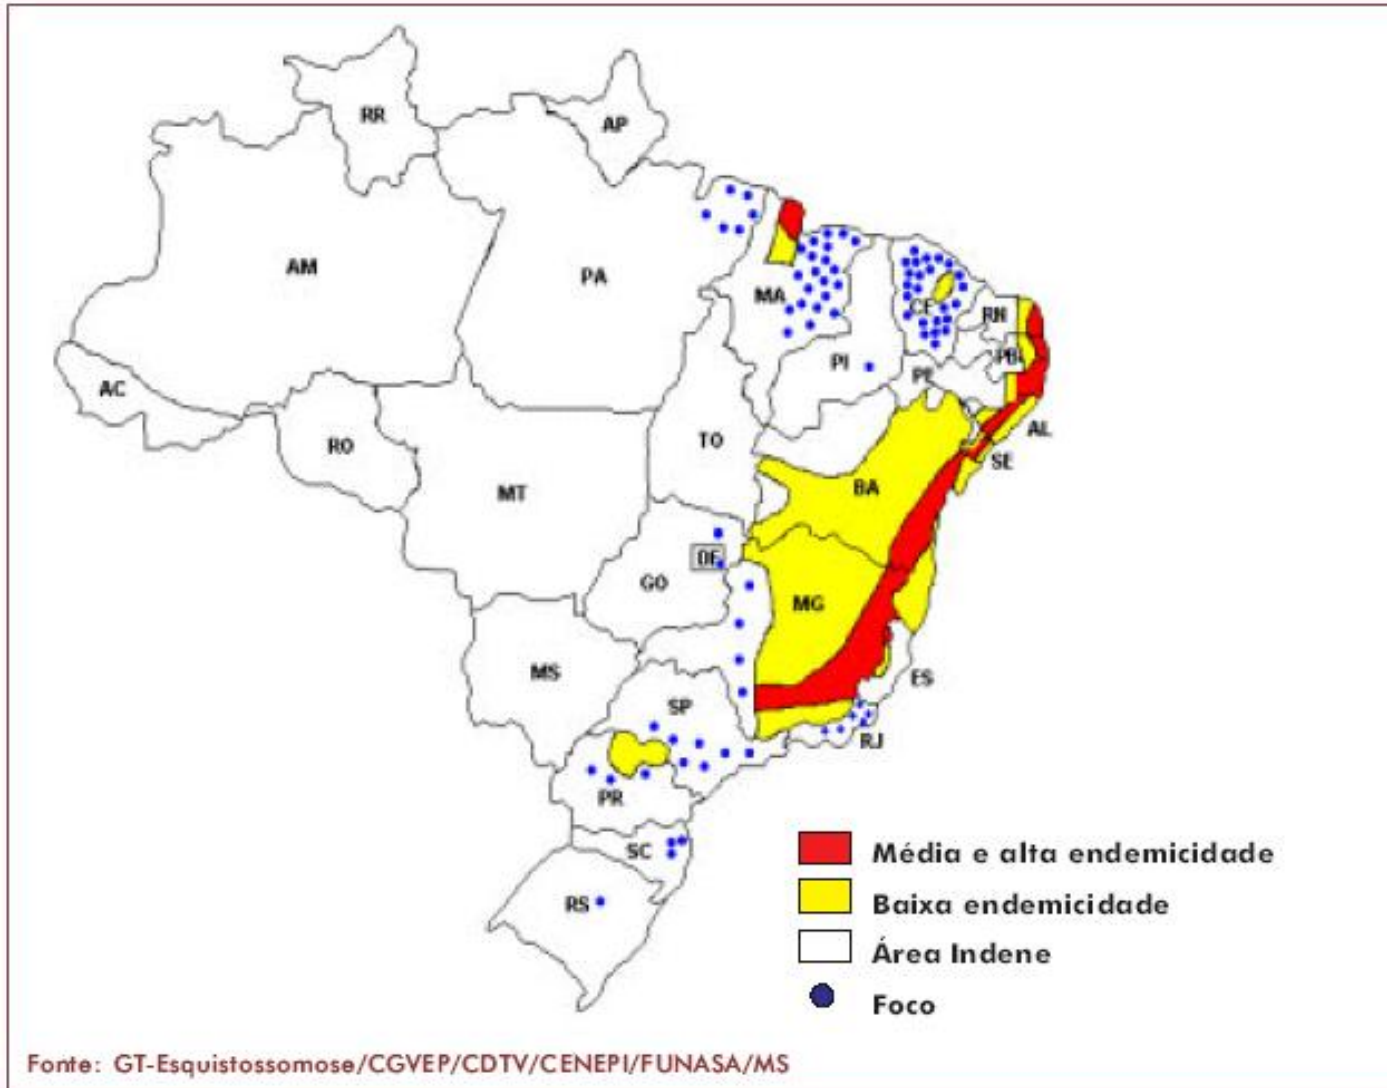 RR
AP
AM
PA
MA
CE
RN
PB
PI
PE
AC
TO
AL
RO
SE
BA
MT
DF
GO
MG
MS
ES
SP
RJ
PR
SC
RS
Média e alta endemicidade
Baixa endemicidade
Área Indene
Foco
Fonte: GT-Esquistossomose/CGVEP/CDTV/CENEPI/FUNASA/MS